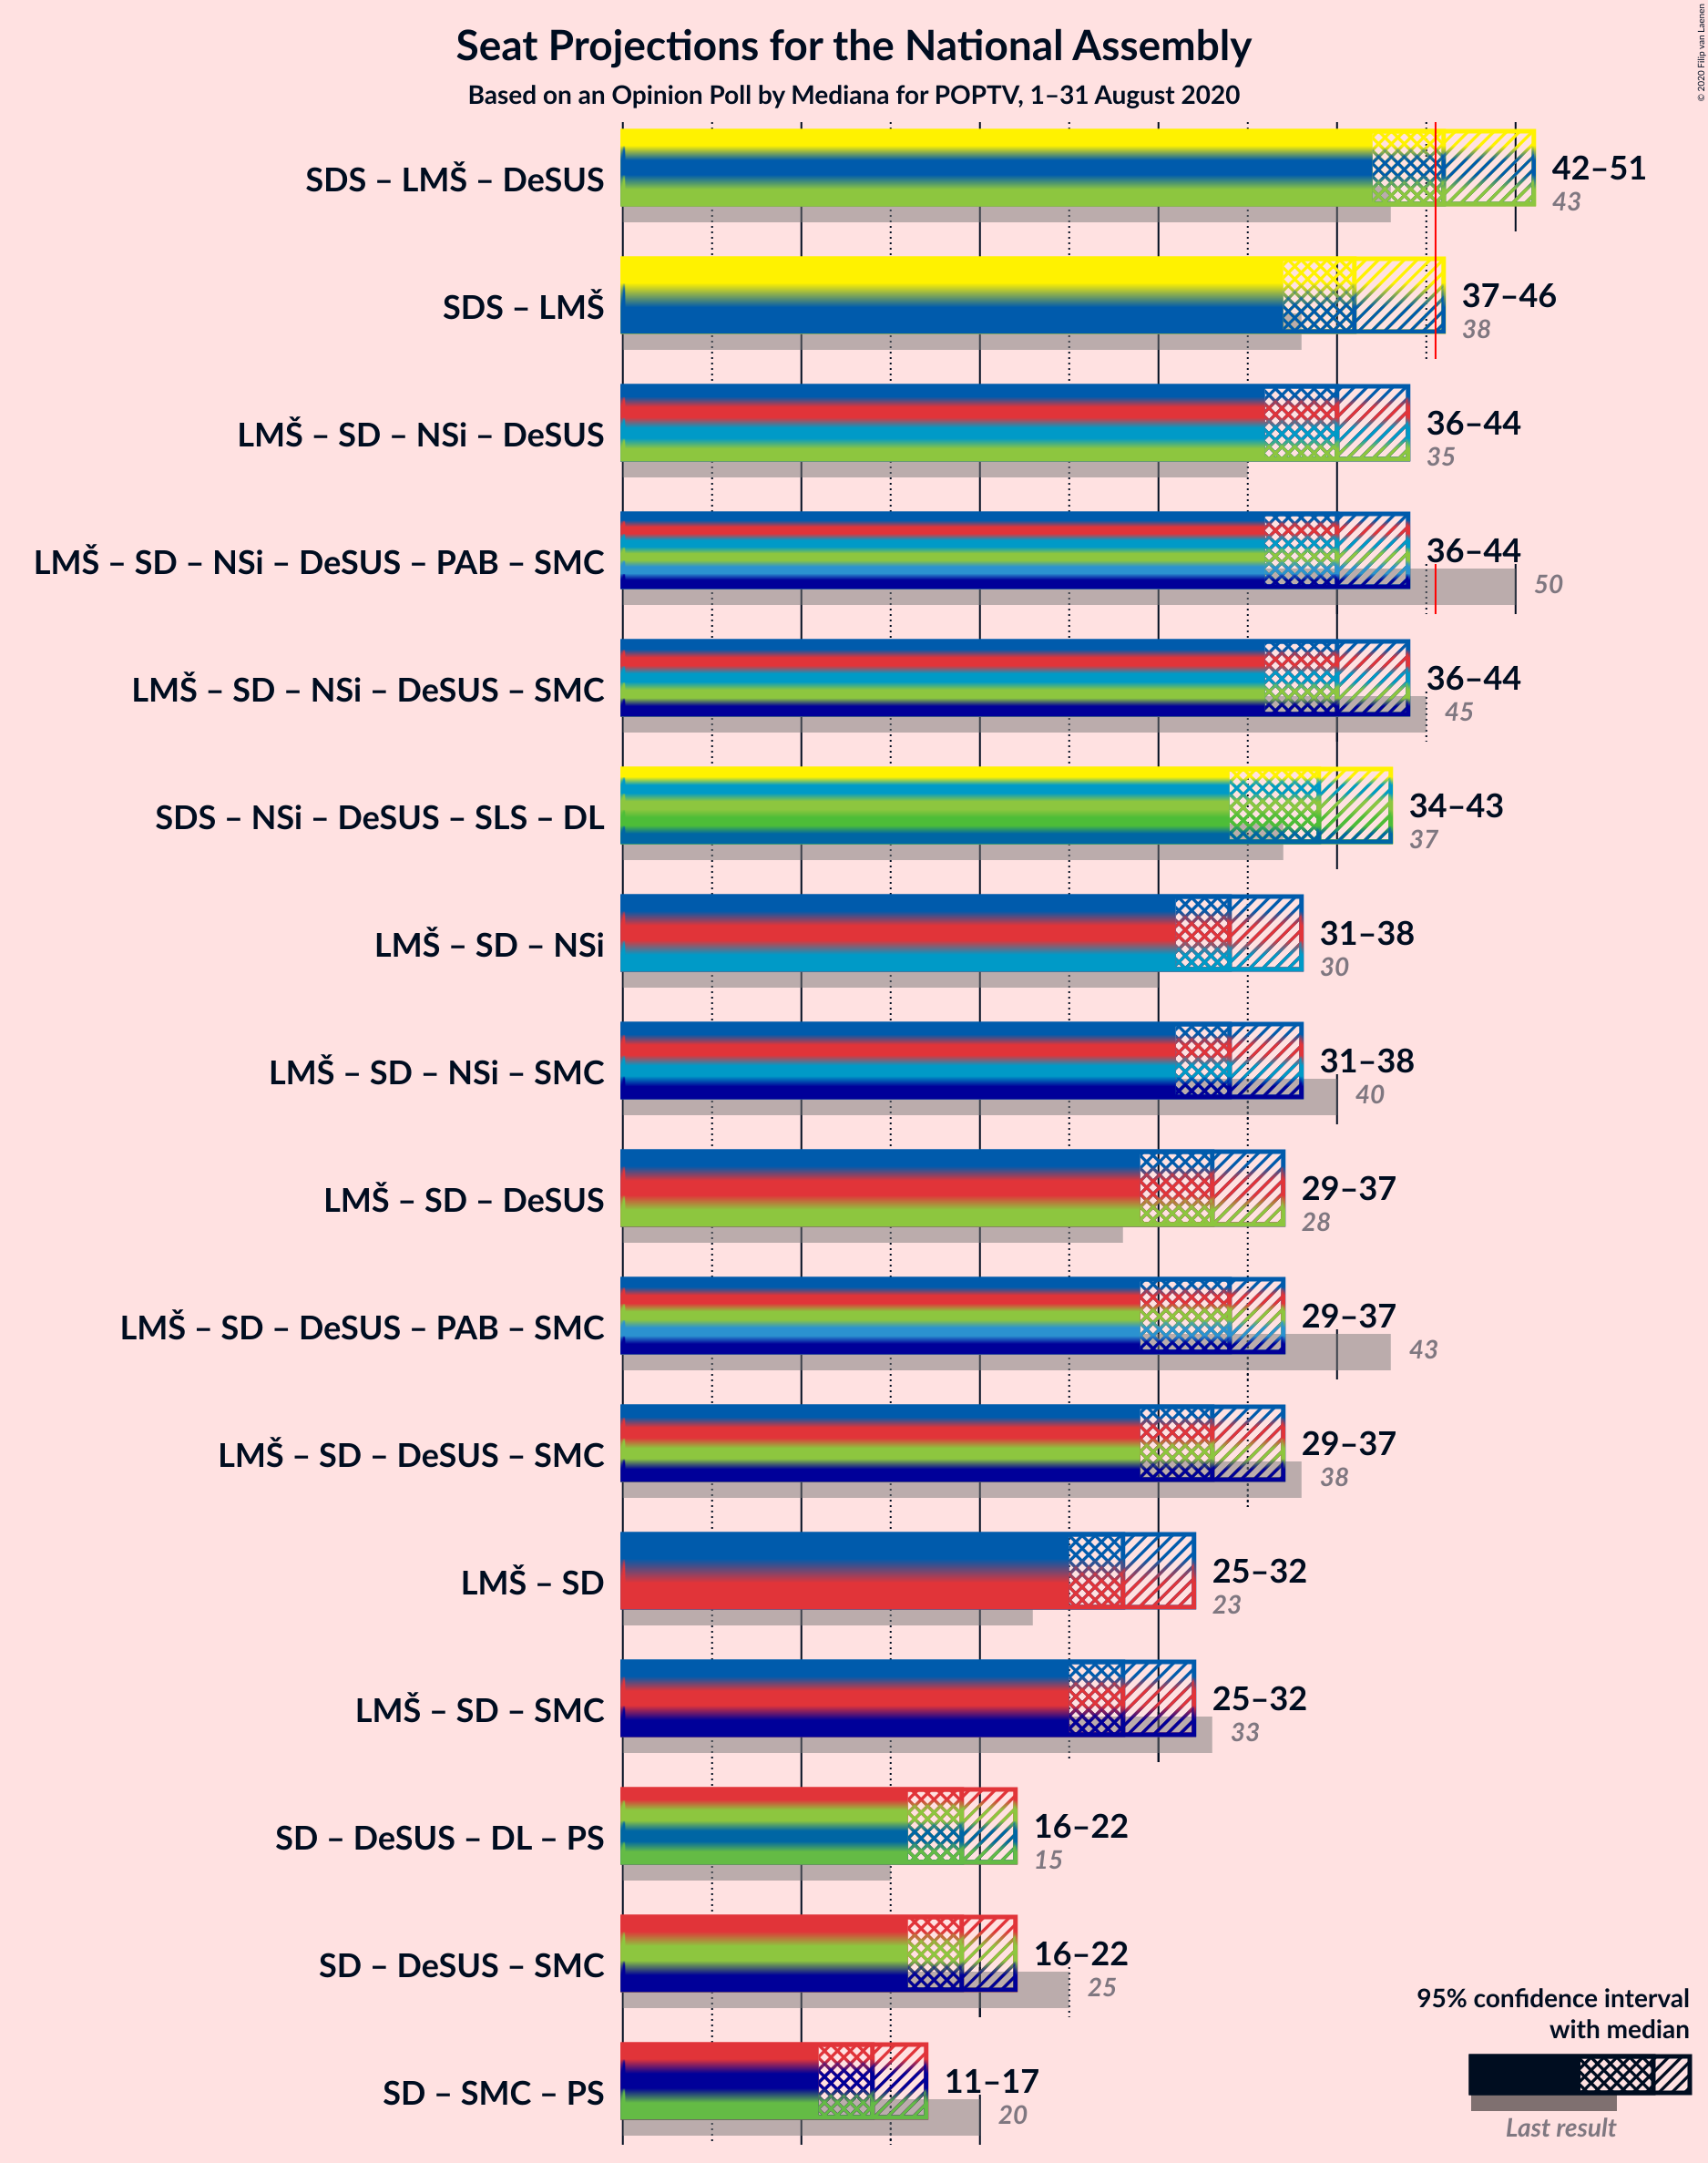 Seat Projections for the National Assembly
Based on an Opinion Poll by Mediana for POPTV, 1–31 August 2020
© 2020 Filip van Laenen
SDS – LMŠ – DeSUS
42–51
43
SDS – LMŠ
37–46
38
LMŠ – SD – NSi – DeSUS
36–44
35
LMŠ – SD – NSi – DeSUS – PAB – SMC
36–44
50
LMŠ – SD – NSi – DeSUS – SMC
36–44
45
SDS – NSi – DeSUS – SLS – DL
34–43
37
LMŠ – SD – NSi
31–38
30
LMŠ – SD – NSi – SMC
31–38
40
LMŠ – SD – DeSUS
29–37
28
LMŠ – SD – DeSUS – PAB – SMC
29–37
43
LMŠ – SD – DeSUS – SMC
29–37
38
LMŠ – SD
25–32
23
LMŠ – SD – SMC
25–32
33
SD – DeSUS – DL – PS
16–22
15
SD – DeSUS – SMC
16–22
25
SD – SMC – PS
11–17
20
95% confidence interval
with median
Last result